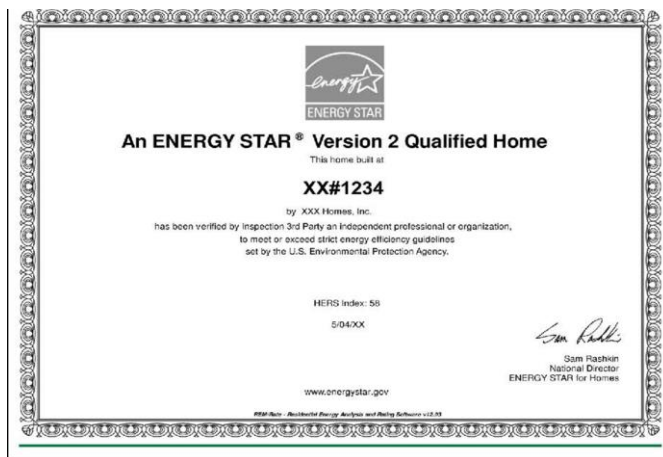 energy
ENERGY STAR
An ENERGY STAR ® Version 2 Qualified Home
This home built at
XX#1234
by XXX Homes, Inc.
has been verified by Inspection 3rd Party an independent professional or organization,
to meet or exceed strict energy efficiency guidelines
set by the U.S. Environmental Protection Agency.
HERS Index: 58
5/04/XX
Sam Rashkin
Sam Rashkin
National Director
ENERGY STAR for Homes
www.energystar.gov
REM/Rate - Residential Energy Analysis and Rating Software